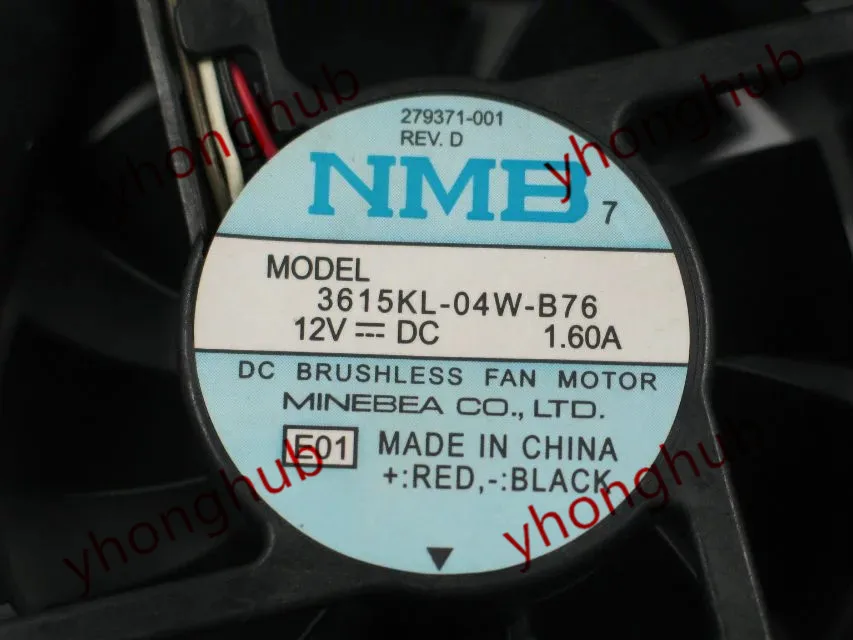 279371-001
REV. D
NMB 7
MODEL
3615KL-04W-B76
12V ⎓ DC 1.60A
DC BRUSHLESS FAN MOTOR
MINEBEA CO., LTD.
E01 MADE IN CHINA
+:RED,-:BLACK
yhonghub
yhonghub
yhonghub
yhonghub